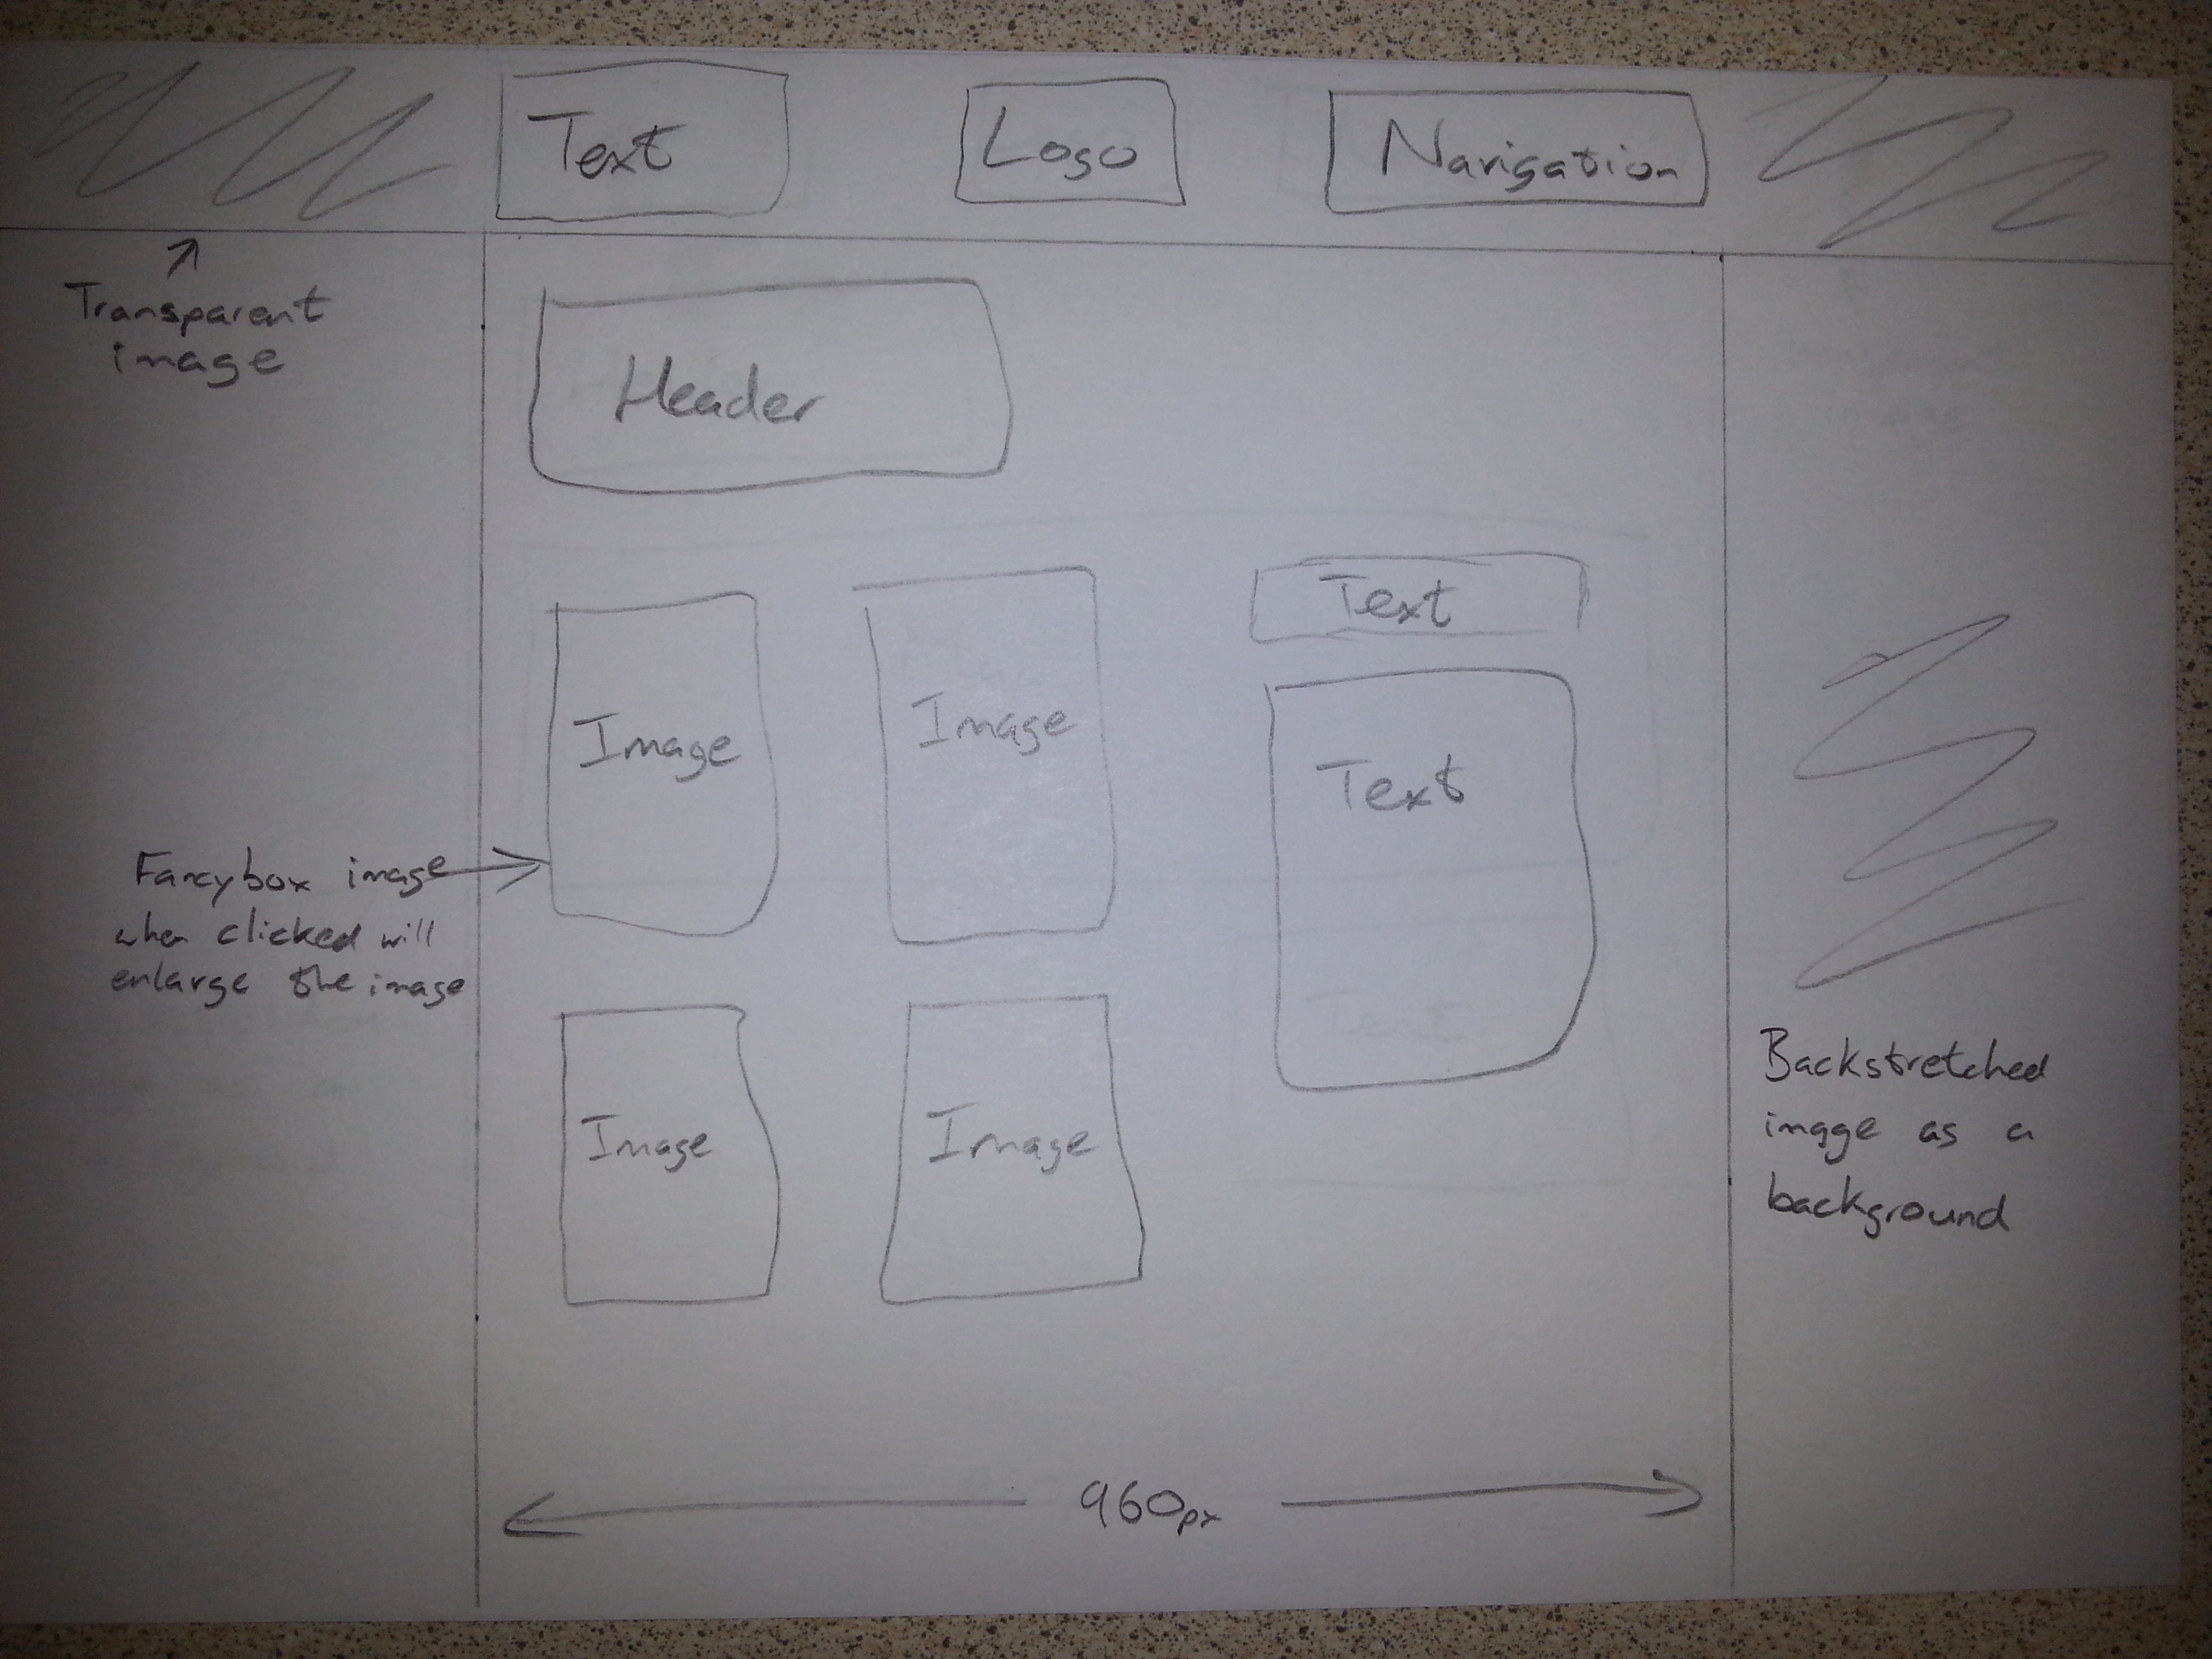 Text
Logo
Navigation
Transparent
image
Header
Image
Image
Text
Text
Fancybox image
when clicked will
enlarge the image
Image
Image
Backstretched
image as a
background
960px